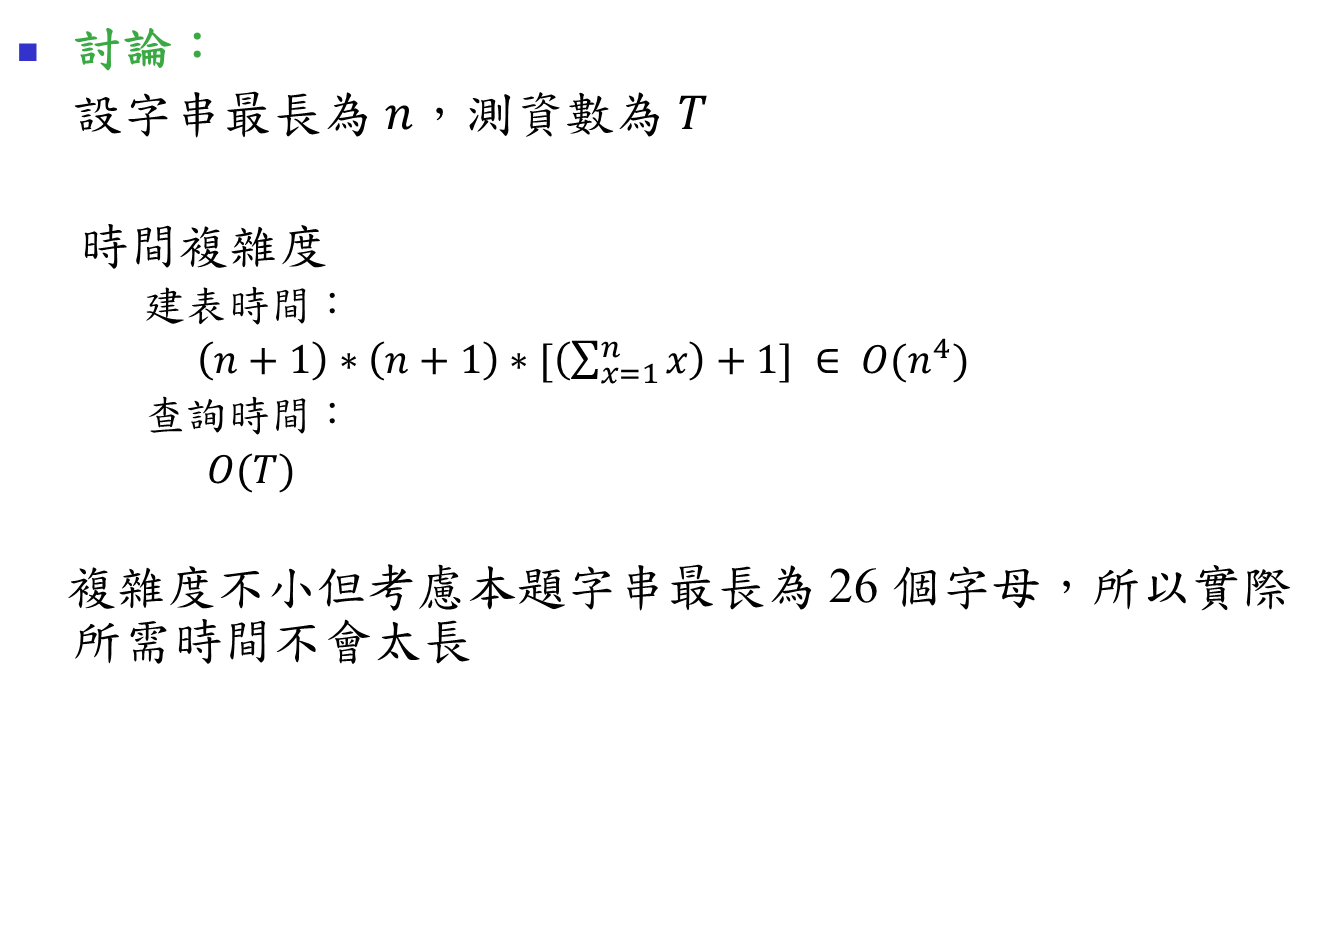 討論：
設字串最長為 n，測資數為 T
時間複雜度
建表時間：
(n + 1) ∗ (n + 1) ∗ [(∑ⁿₓ₌₁ x) + 1] ∈ O(n⁴)
查詢時間：
O(T)
複雜度不小但考慮本題字串最長為 26 個字母，所以實際
所需時間不會太長